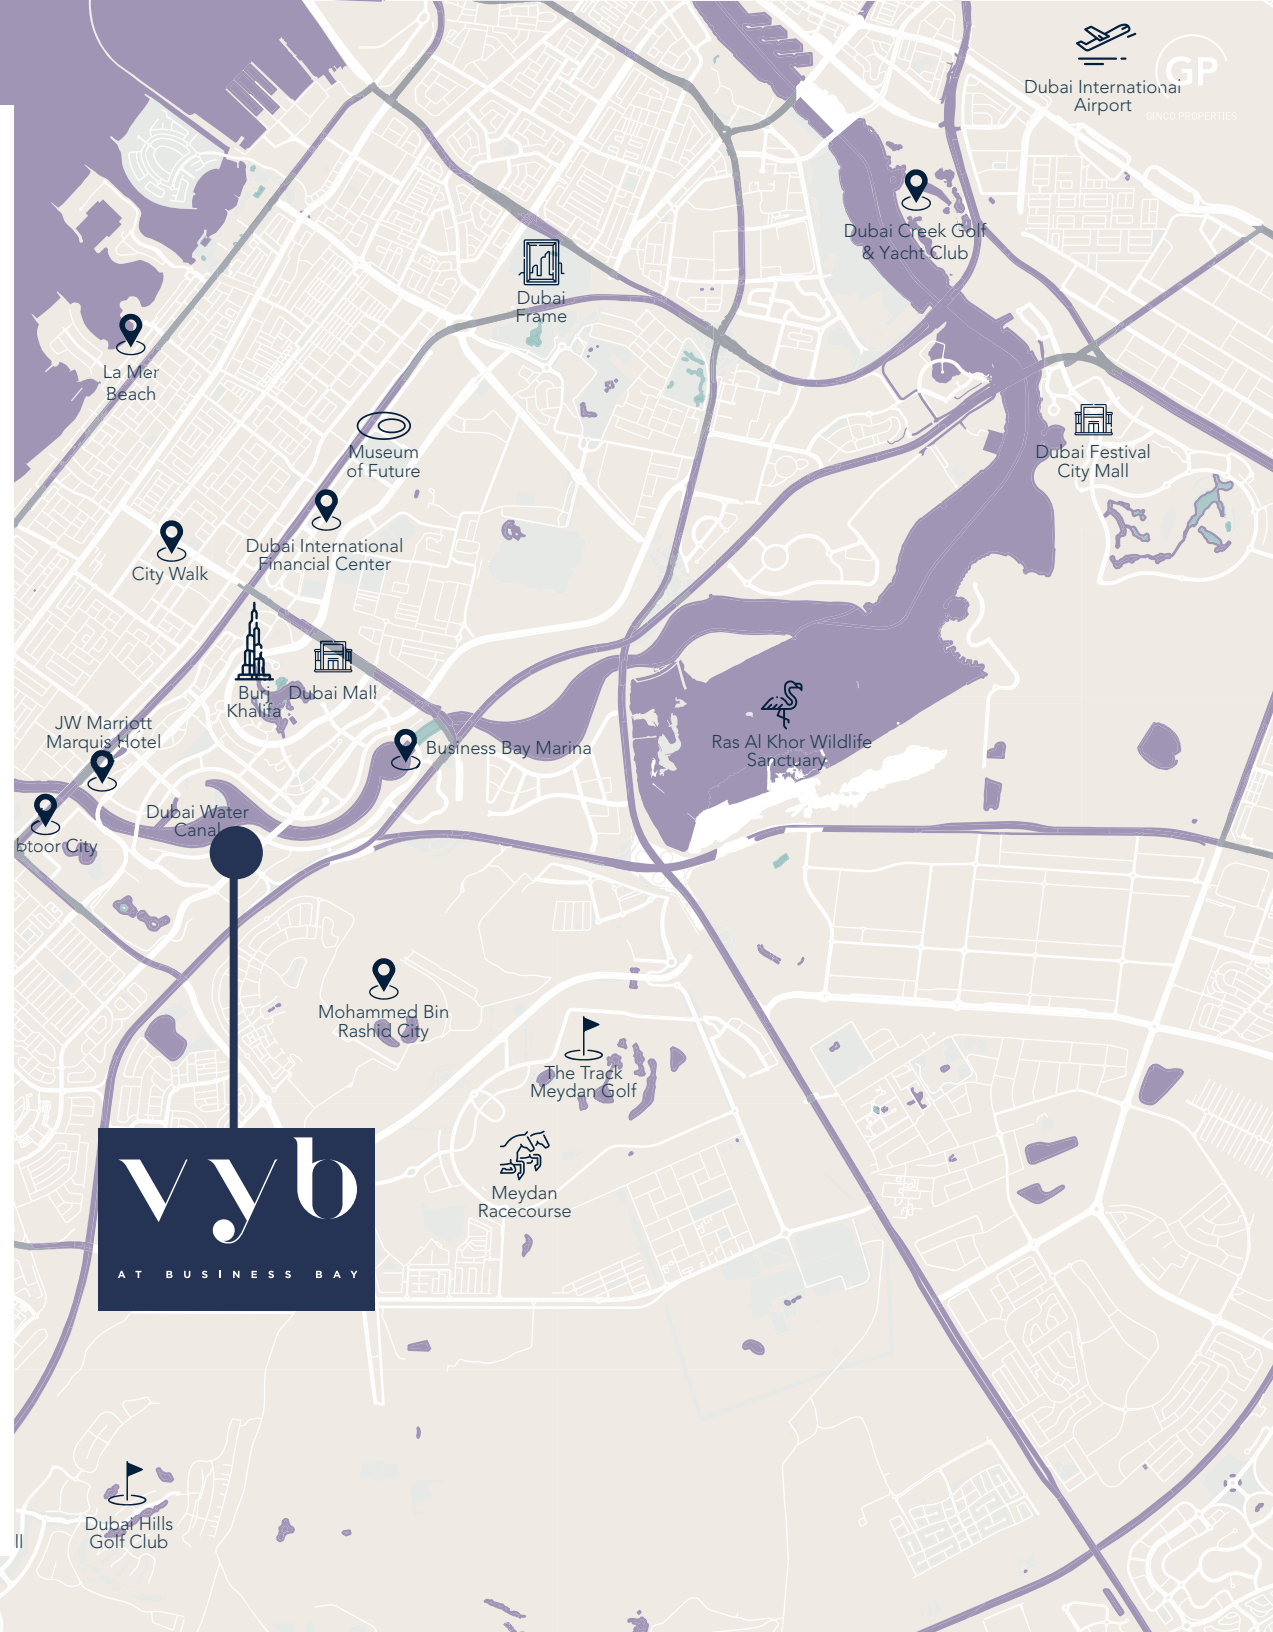 GP
GINCO PROPERTIES
Dubai International
Airport
Dubai Creek Golf
& Yacht Club
Dubai
Frame
La Mer
Beach
Museum
of Future
Dubai Festival
City Mall
Dubai International
Financial Center
City Walk
Burj
Khalifa
Dubai Mall
JW Marriott
Marquis Hotel
Business Bay Marina
Ras Al Khor Wildlife
Sanctuary
Dubai Water
Canal
btoor City
Mohammed Bin
Rashid City
The Track
Meydan Golf
Meydan
Racecourse
vyb
AT BUSINESS BAY
Dubai Hills
Golf Club
ll